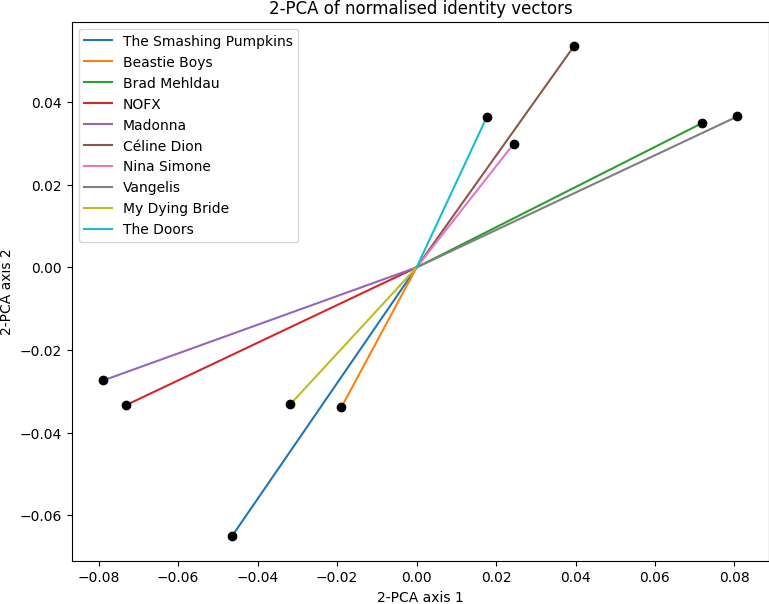 2-PCA of normalised identity vectors
The Smashing Pumpkins
Beastie Boys
Brad Mehldau
NOFX
Madonna
Céline Dion
Nina Simone
Vangelis
My Dying Bride
The Doors
0.04
0.02
0.00
−0.02
−0.04
−0.06
2-PCA axis 2
−0.08
−0.06
−0.04
−0.02
0.00
0.02
0.04
0.06
0.08
2-PCA axis 1